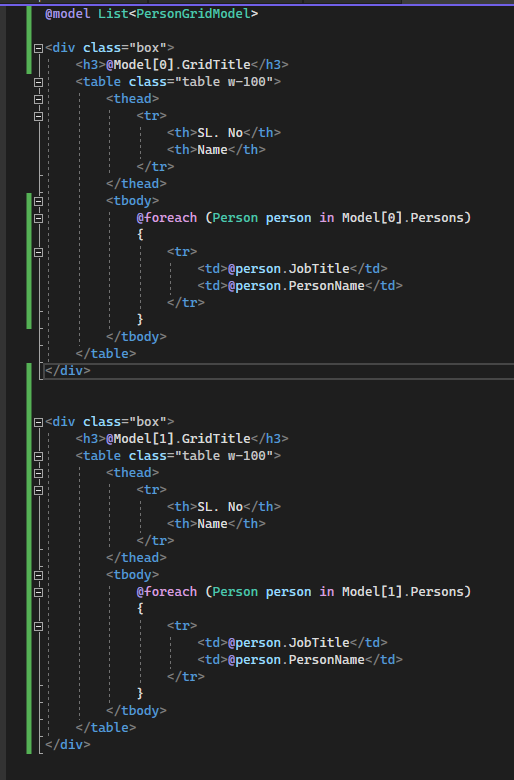 @model List<PersonGridModel>
<div class="box">
<h3>@Model[0].GridTitle</h3>
<table class="table w-100">
<thead>
<tr>
<th>SL. No</th>
<th>Name</th>
</tr>
</thead>
<tbody>
@foreach (Person person in Model[0].Persons)
{
<tr>
<td>@person.JobTitle</td>
<td>@person.PersonName</td>
</tr>
}
</tbody>
</table>
</div>
<div class="box">
<h3>@Model[1].GridTitle</h3>
<table class="table w-100">
<thead>
<tr>
<th>SL. No</th>
<th>Name</th>
</tr>
</thead>
<tbody>
@foreach (Person person in Model[1].Persons)
{
<tr>
<td>@person.JobTitle</td>
<td>@person.PersonName</td>
</tr>
}
</tbody>
</table>
</div>